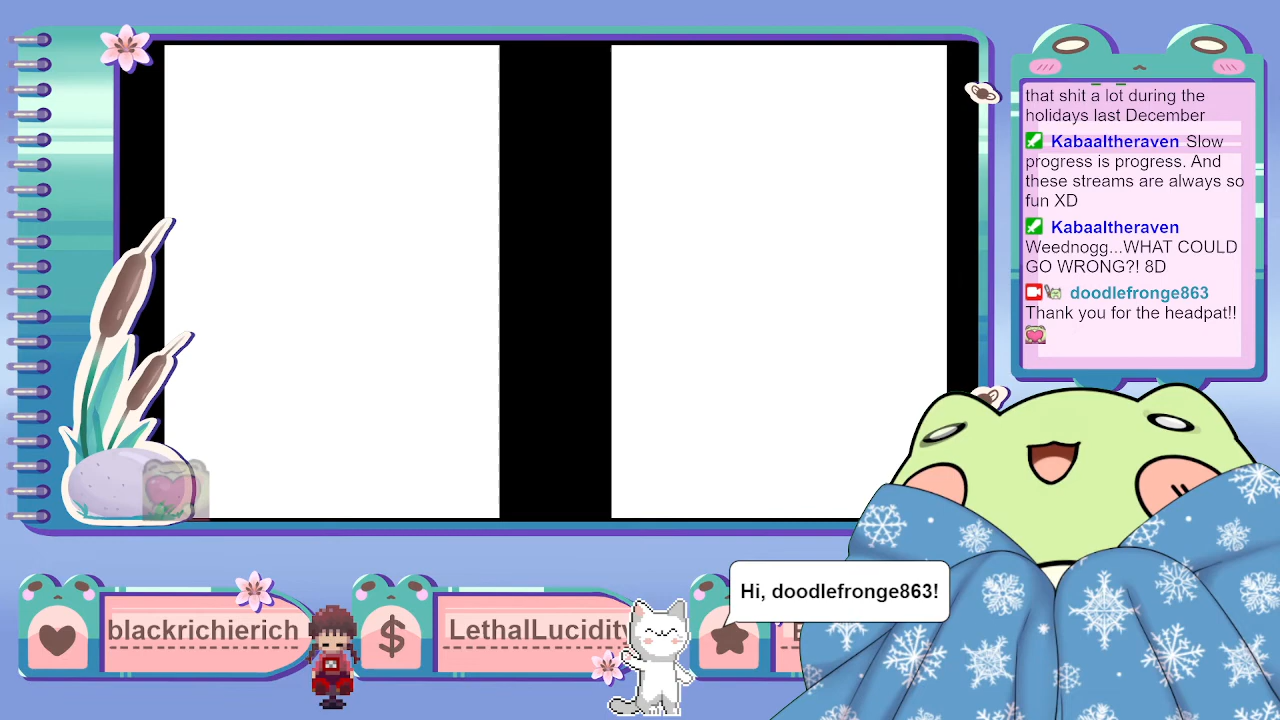 that shit a lot during the
holidays last December
Kabaaltheraven Slow
progress is progress. And
these streams are always so
fun XD
Kabaaltheraven
Weednogg...WHAT COULD
GO WRONG?! 8D
doodlefronge863
Thank you for the headpat!!
Hi, doodlefronge863!
blackrichierich
$
LethalLucidity